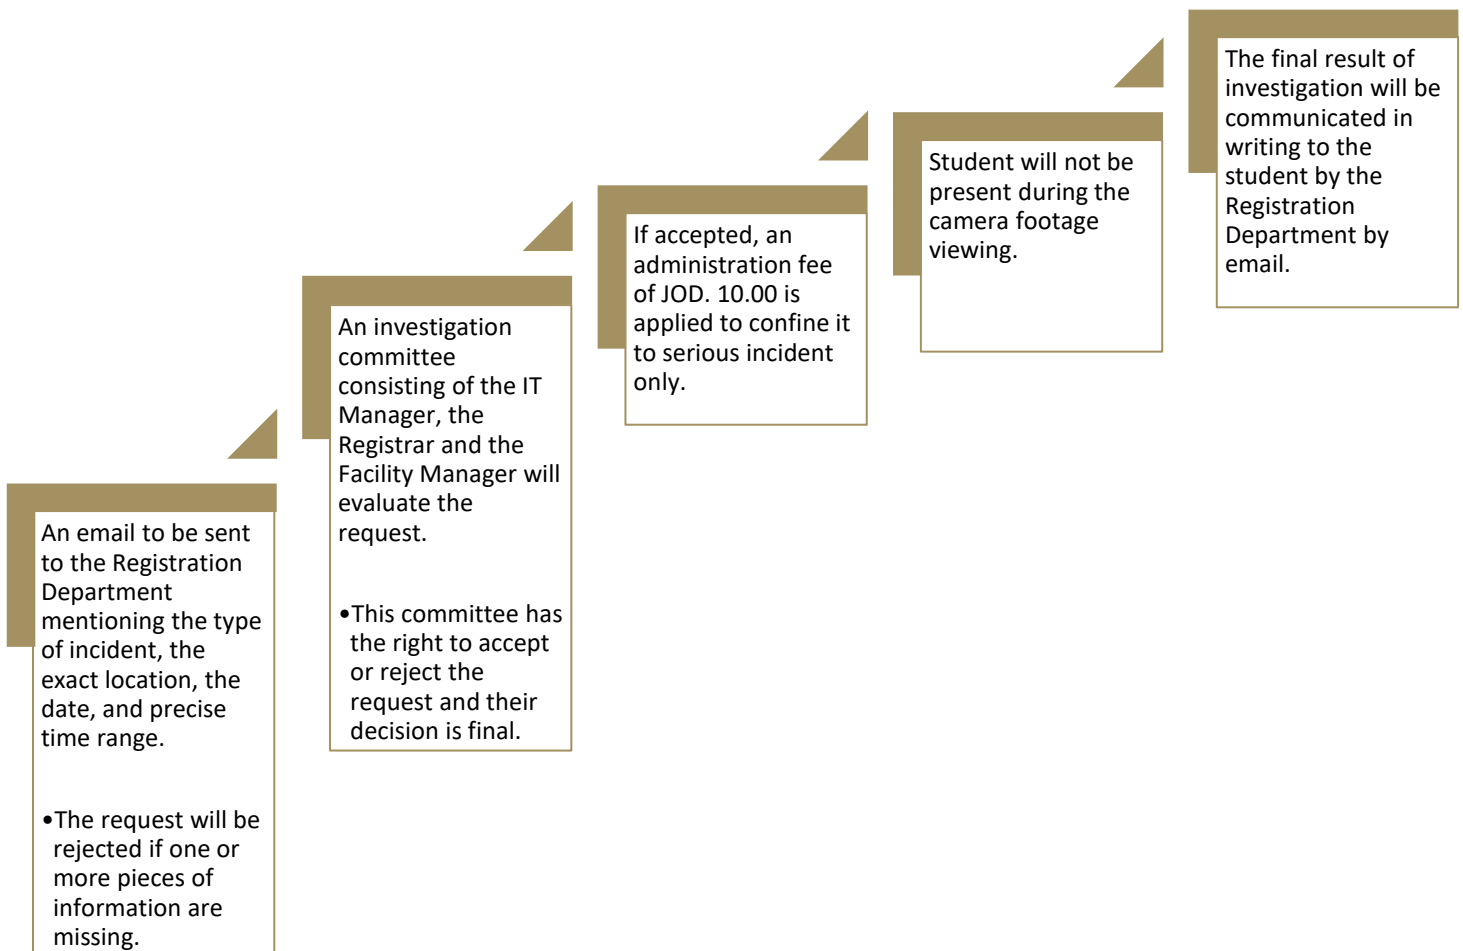 An email to be sent
to the Registration
Department
mentioning the type
of incident, the
exact location, the
date, and precise
time range.
•The request will be
rejected if one or
more pieces of
information are
missing.
An investigation
committee
consisting of the IT
Manager, the
Registrar and the
Facility Manager will
evaluate the
request.
•This committee has
the right to accept
or reject the
request and their
decision is final.
If accepted, an
administration fee
of JOD. 10.00 is
applied to confine it
to serious incident
only.
Student will not be
present during the
camera footage
viewing.
The final result of
investigation will be
communicated in
writing to the
student by the
Registration
Department by
email.